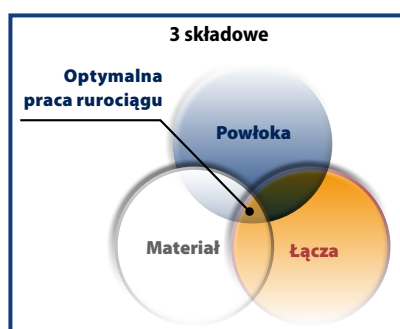 3 składowe
Optymalna
praca rurociągu
Powłoka
Materiał
Łącza